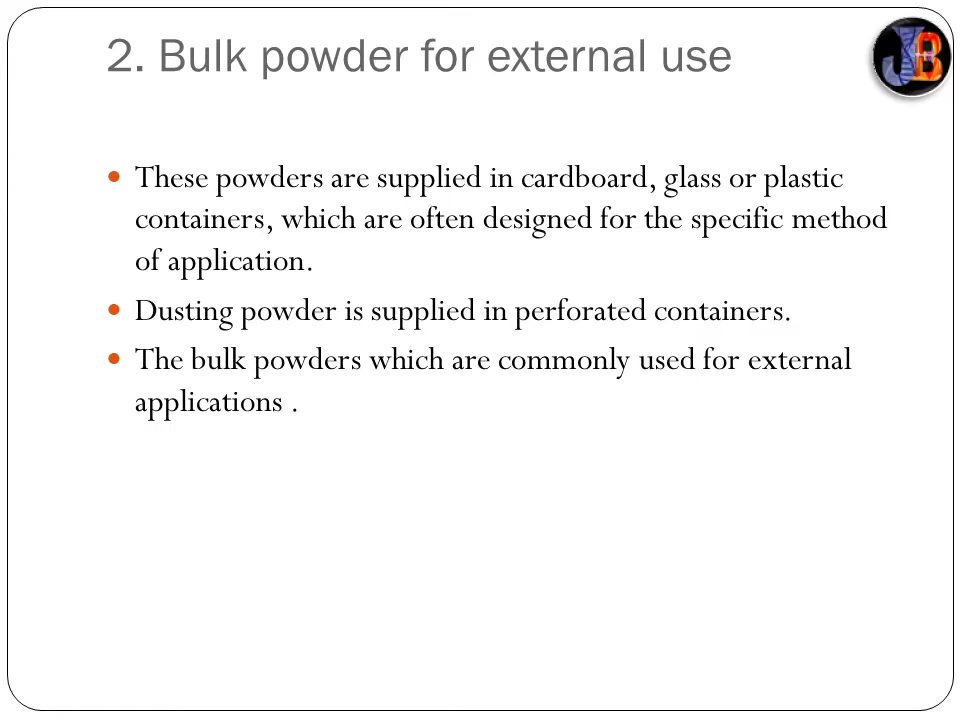 2. Bulk powder for external use
JB
These powders are supplied in cardboard, glass or plastic
containers, which are often designed for the specific method
of application.
Dusting powder is supplied in perforated containers.
The bulk powders which are commonly used for external
applications .